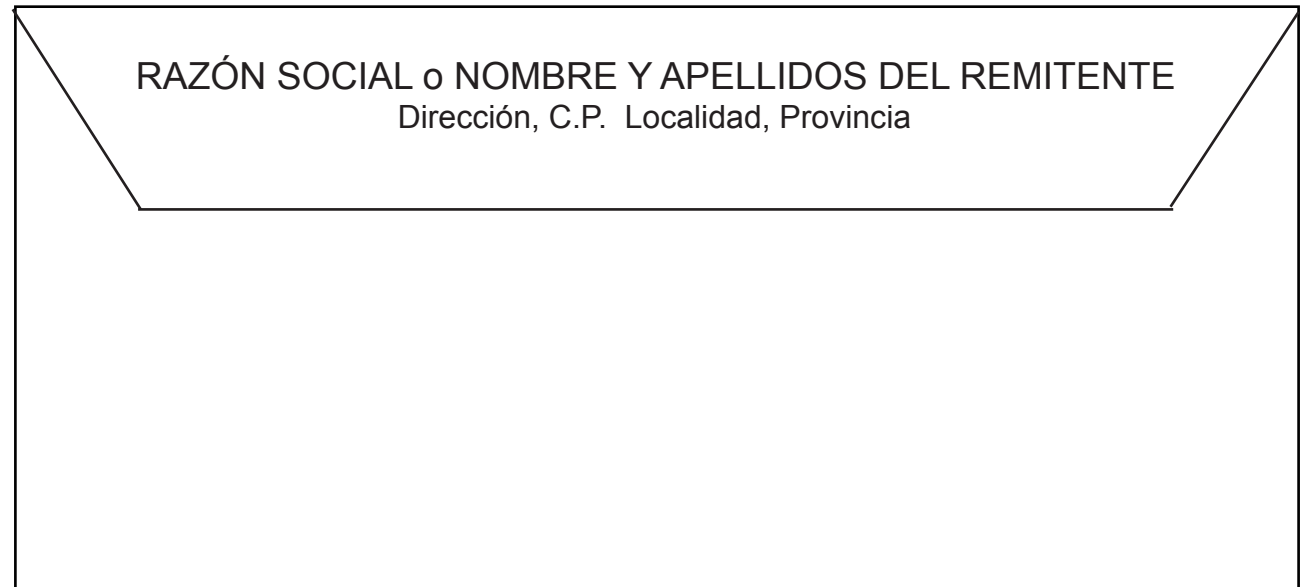 RAZÓN SOCIAL o NOMBRE Y APELLIDOS DEL REMITENTE
Dirección, C.P.  Localidad, Provincia